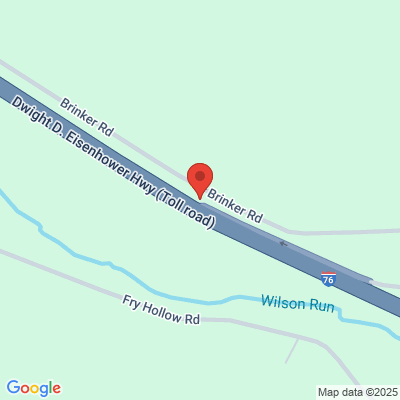 Brinker Rd
Dwight D. Eisenhower Hwy (Toll road)
Brinker Rd
76
Wilson Run
Fry Hollow Rd
Google
Map data ©2025